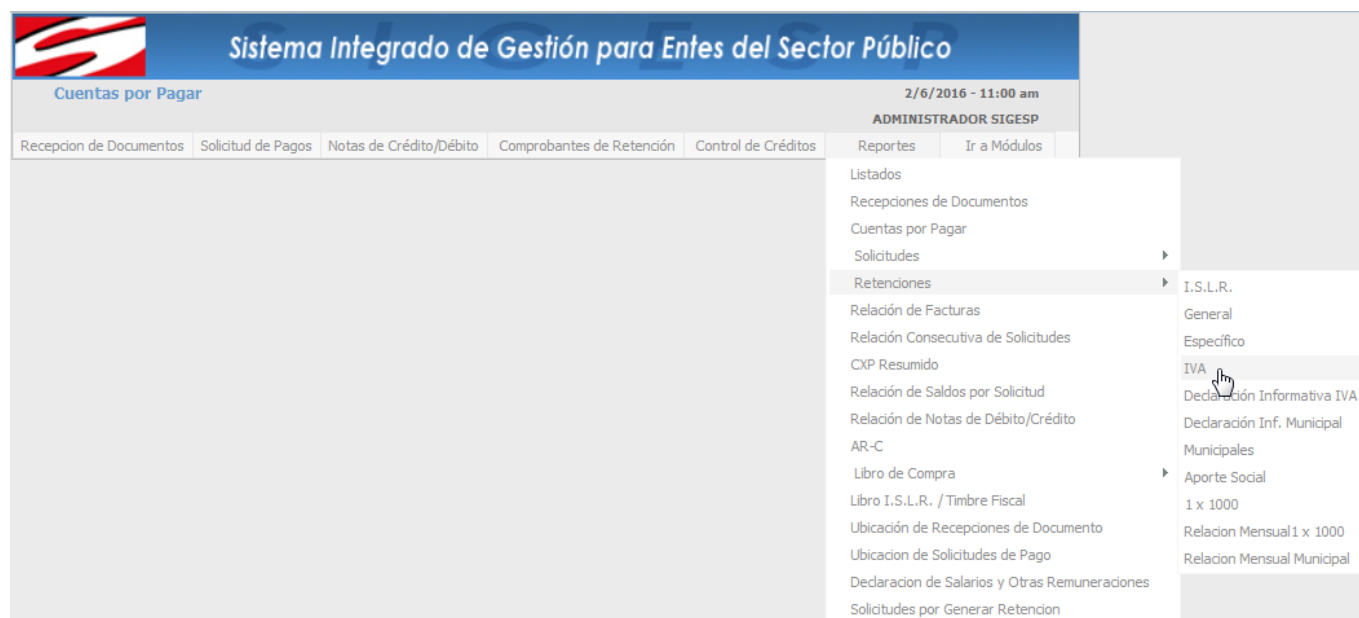 S I G E S P
Sistema Integrado de Gestión para Entes del Sector Público
Cuentas por Pagar
2/6/2016 - 11:00 am
ADMINISTRADOR SIGESP
Recepcion de Documentos Solicitud de Pagos Notas de Crédito/Débito Comprobantes de Retención Control de Créditos Reportes Ir a Módulos
Listados
Recepciones de Documentos
Cuentas por Pagar
Solicitudes
Retenciones
Relación de Facturas
Relación Consecutiva de Solicitudes
CXP Resumido
Relación de Saldos por Solicitud
Relación de Notas de Débito/Crédito
AR-C
Libro de Compra
Libro I.S.L.R. / Timbre Fiscal
Ubicación de Recepciones de Documento
Ubicacion de Solicitudes de Pago
Declaracion de Salarios y Otras Remuneraciones
Solicitudes por Generar Retencion
I.S.L.R.
General
Específico
IVA
Declaración Informativa IVA
Declaración Inf. Municipal
Municipales
Aporte Social
1 x 1000
Relacion Mensual1 x 1000
Relacion Mensual Municipal